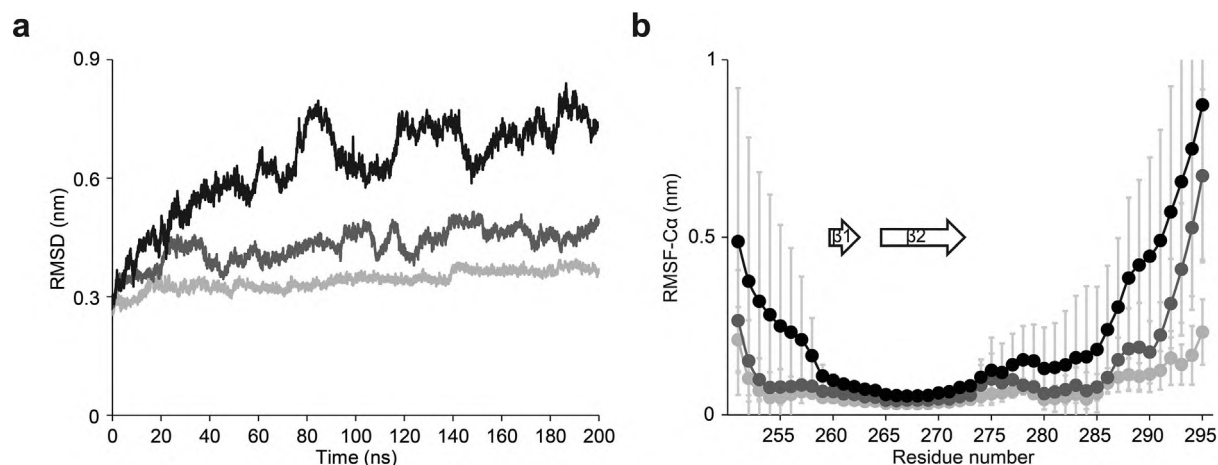 a
0.9
0.6
0.3
0
RMSD (nm)
0 20 40 60 80 100 120 140 160 180 200
Time (ns)
b
1
0.5
0
RMSF-Cα (nm)
β1 β2
255 260 265 270 275 280 285 290 295
Residue number